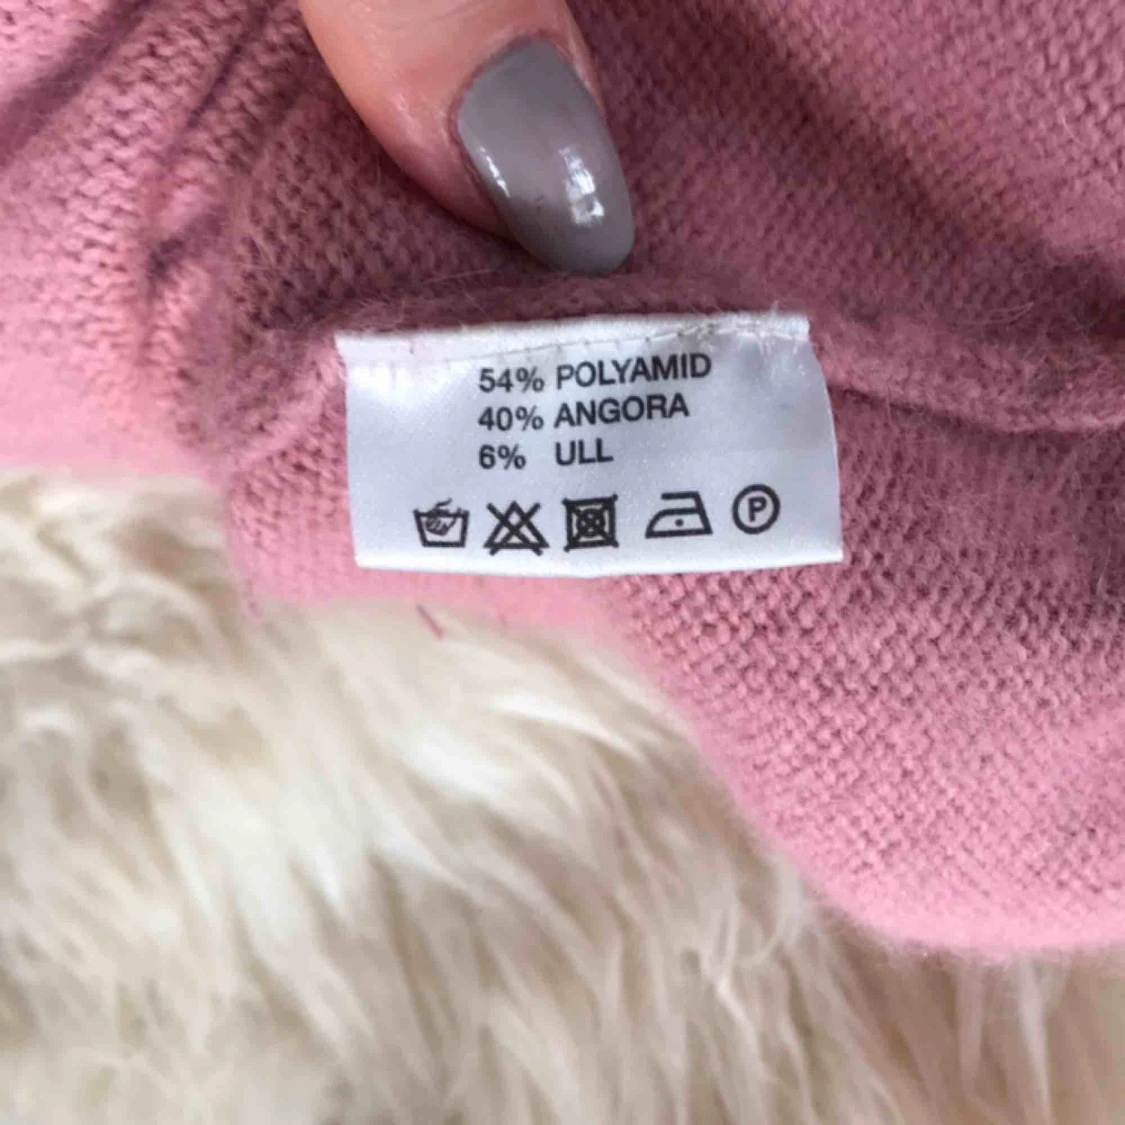 54% POLYAMID
40% ANGORA
6% ULL
P